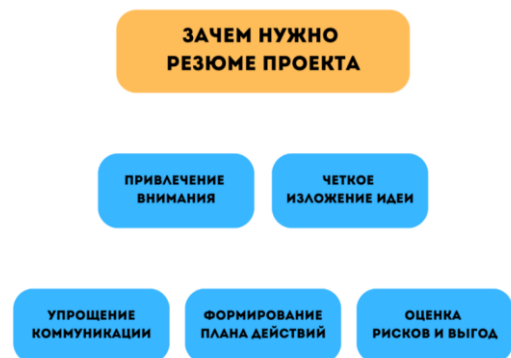 ЗАЧЕМ НУЖНО
РЕЗЮМЕ ПРОЕКТА
ПРИВЛЕЧЕНИЕ
ВНИМАНИЯ
ЧЕТКОЕ
ИЗЛОЖЕНИЕ ИДЕИ
УПРОЩЕНИЕ
КОММУНИКАЦИИ
ФОРМИРОВАНИЕ
ПЛАНА ДЕЙСТВИЙ
ОЦЕНКА
РИСКОВ И ВЫГОД